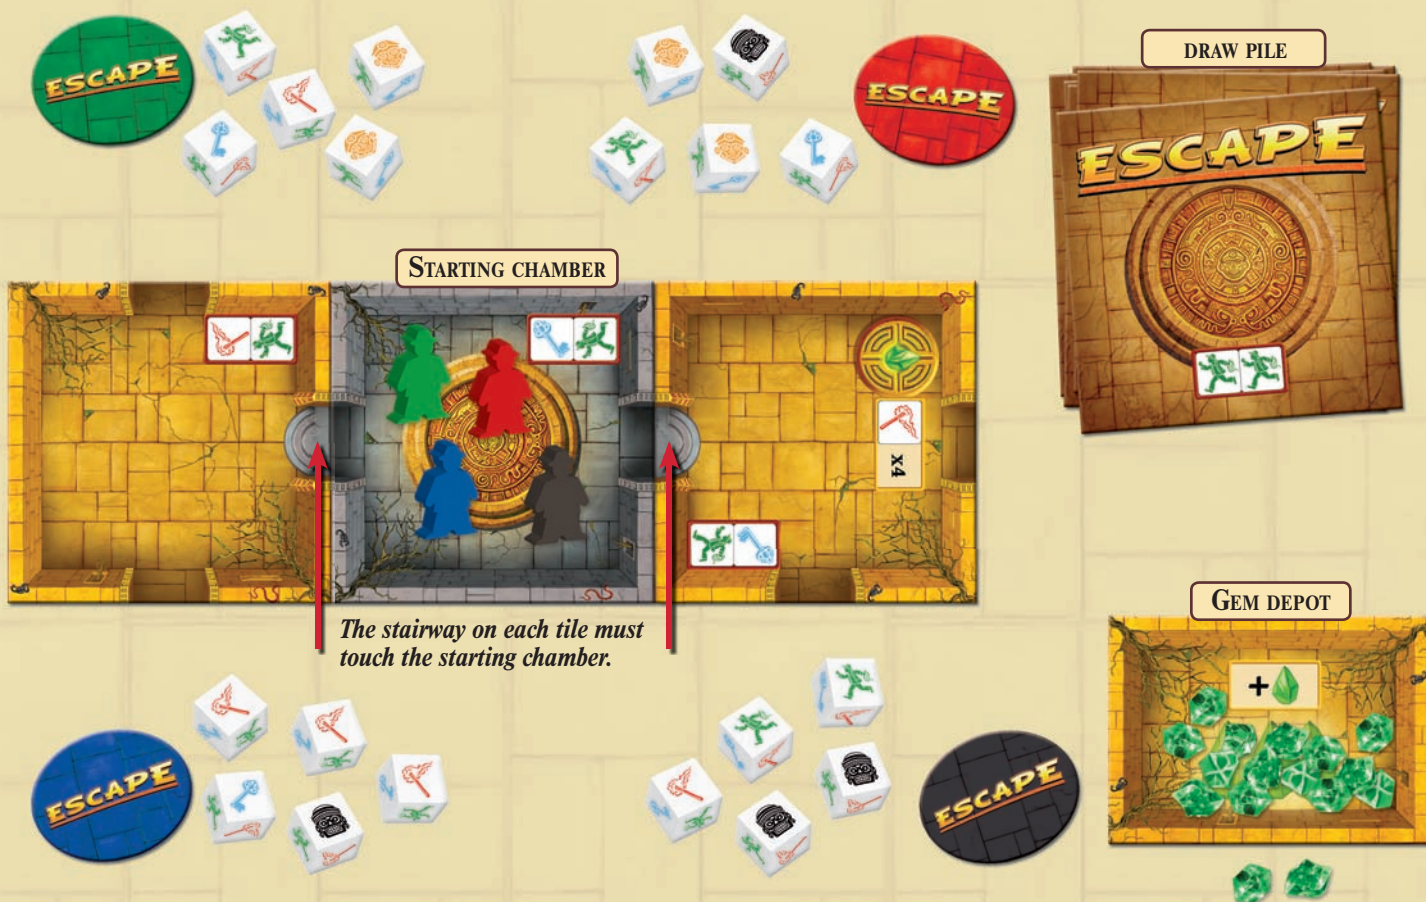 ESCAPE
ESCAPE
DRAW PILE
ESCAPE
STARTING CHAMBER
x4
The stairway on each tile must
touch the starting chamber.
GEM DEPOT
+
ESCAPE
ESCAPE